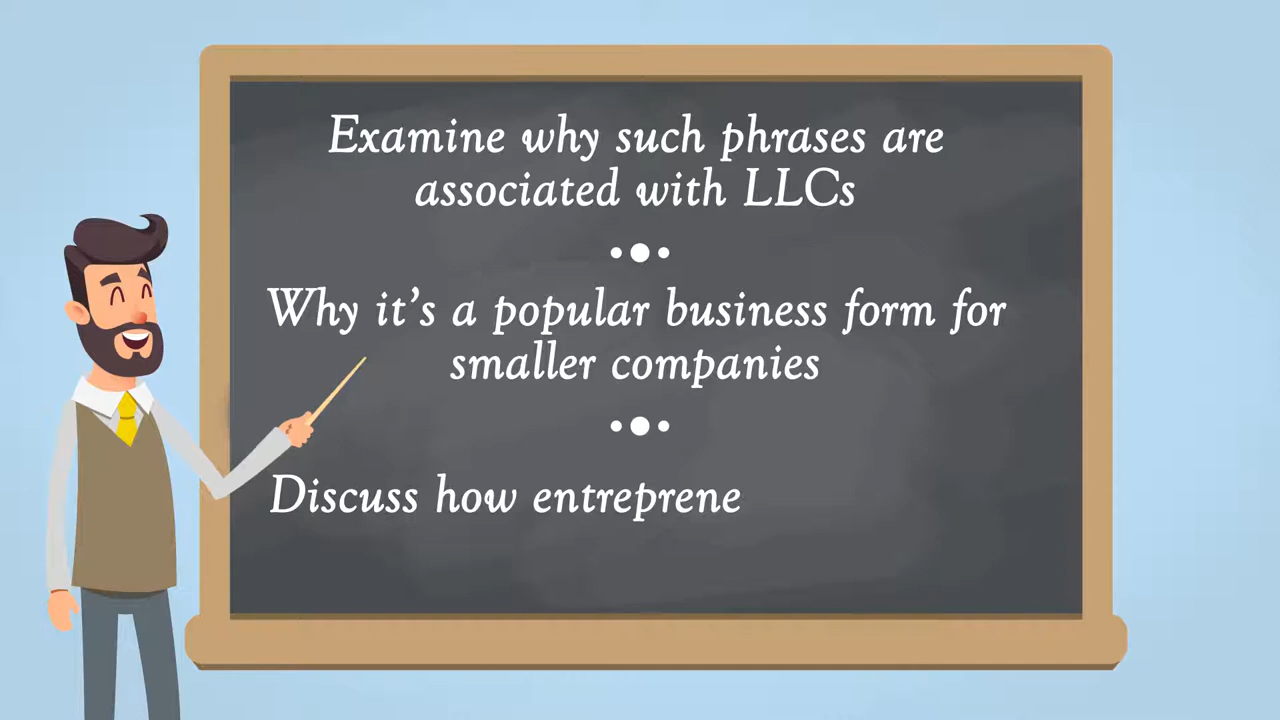 Examine why such phrases are
associated with LLCs
Why it's a popular business form for
smaller companies
Discuss how entreprene